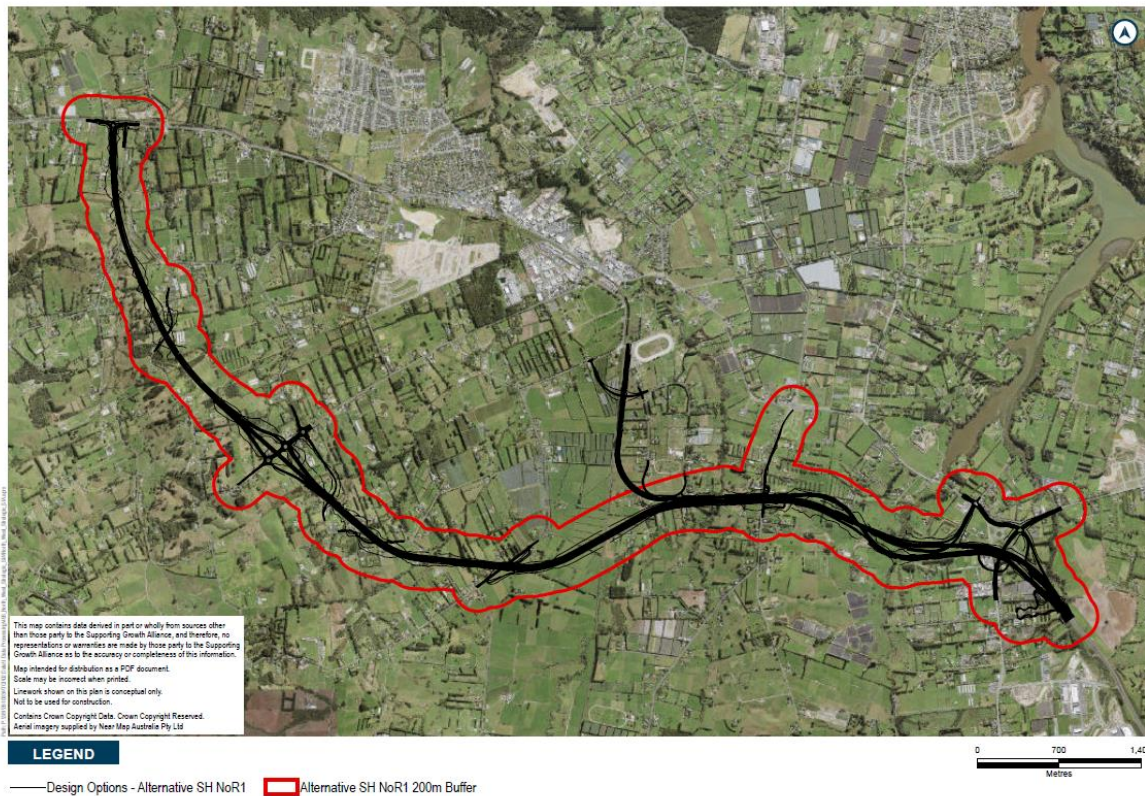 This map contains data derived in part or wholly from sources other
than those party to the Supporting Growth Alliance, and therefore, no
representations or warranties are made by those party to the Supporting
Growth Alliance as to the accuracy or completeness of this information.
Map intended for distribution as a PDF document.
Scale may be incorrect when printed.
Linework shown on this plan is conceptual only.
Not to be used for construction.
Contains Crown Copyright Data. Crown Copyright Reserved.
Aerial imagery supplied by Near Map Australia Pty Ltd
LEGEND
0 700 1,40
Metres
Design Options - Alternative SH NoR1 Alternative SH NoR1 200m Buffer